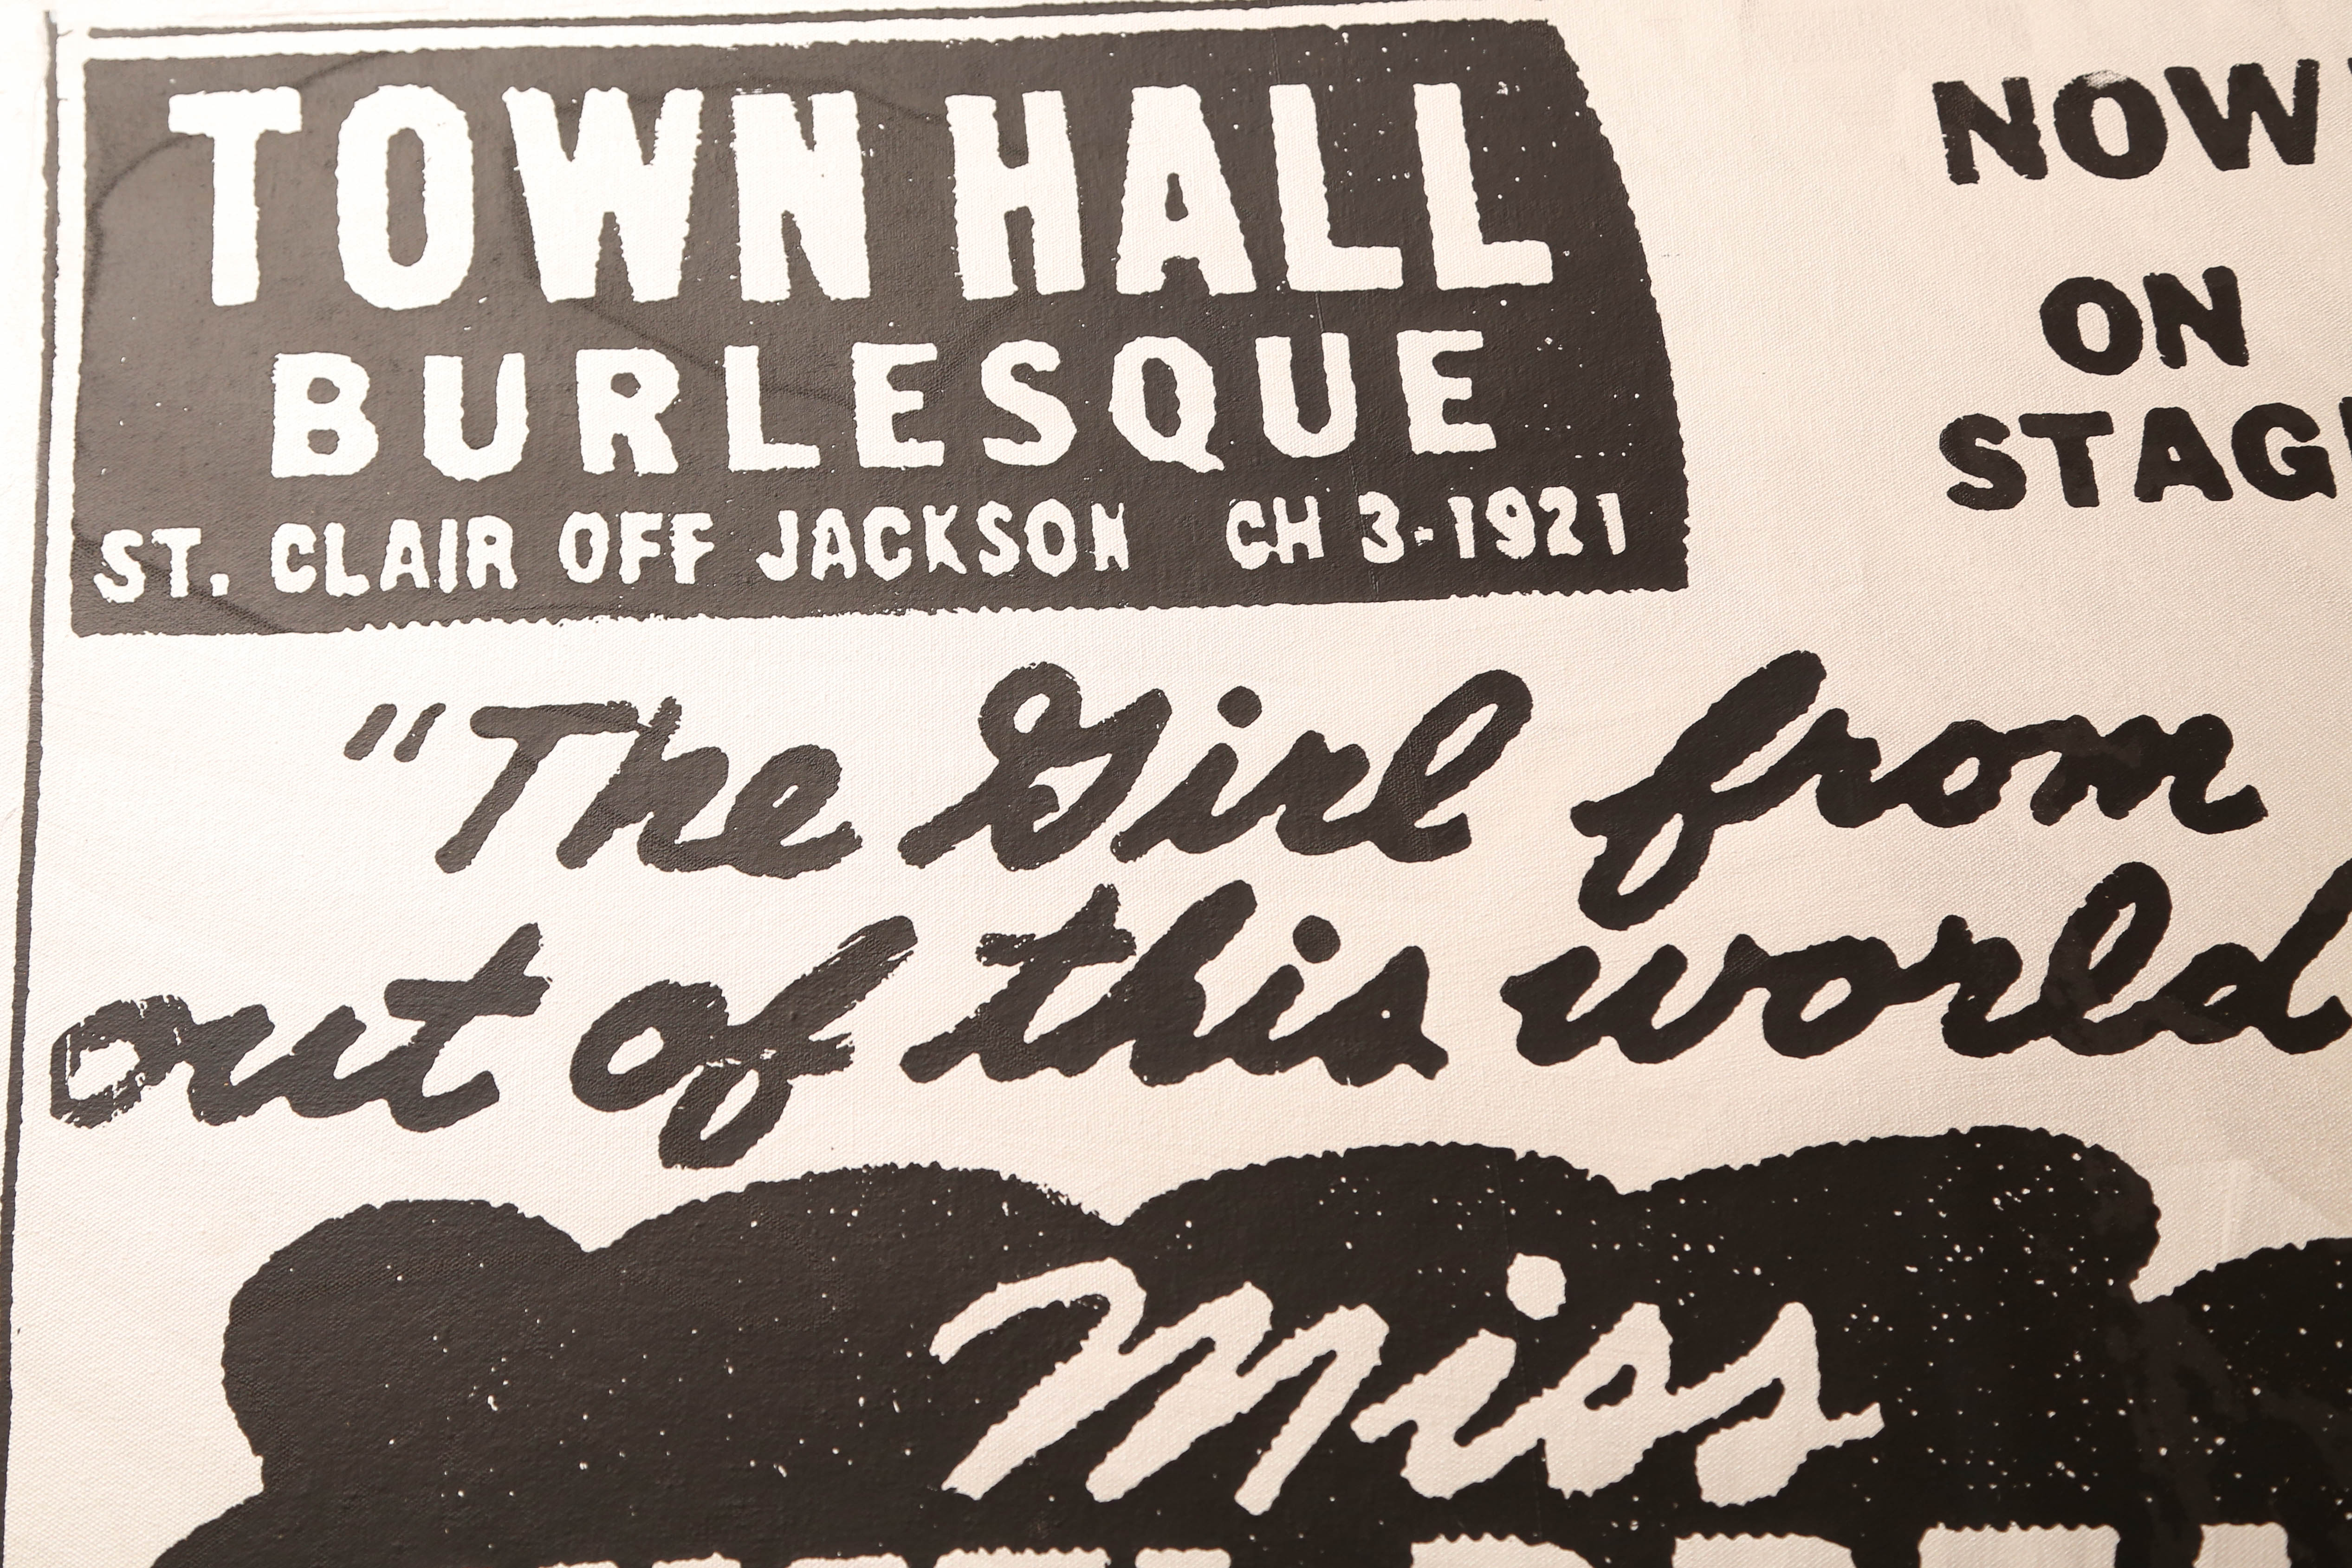 TOWN HALL
BURLESQUE
ST. CLAIR OFF JACKSON CH 3-1921
NOW
ON
STAG
"The Girl from
out of this world
Miss